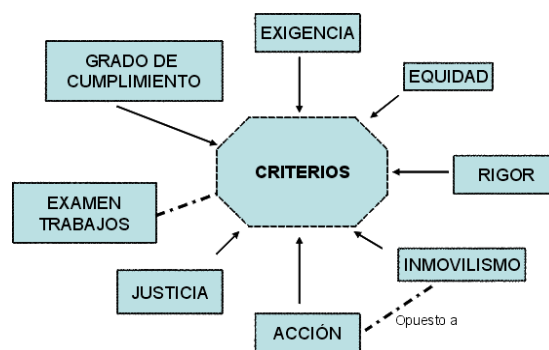 EXIGENCIA
GRADO DE
CUMPLIMIENTO
EQUIDAD
CRITERIOS
RIGOR
EXAMEN
TRABAJOS
INMOVILISMO
JUSTICIA
ACCIÓN
Opuesto a